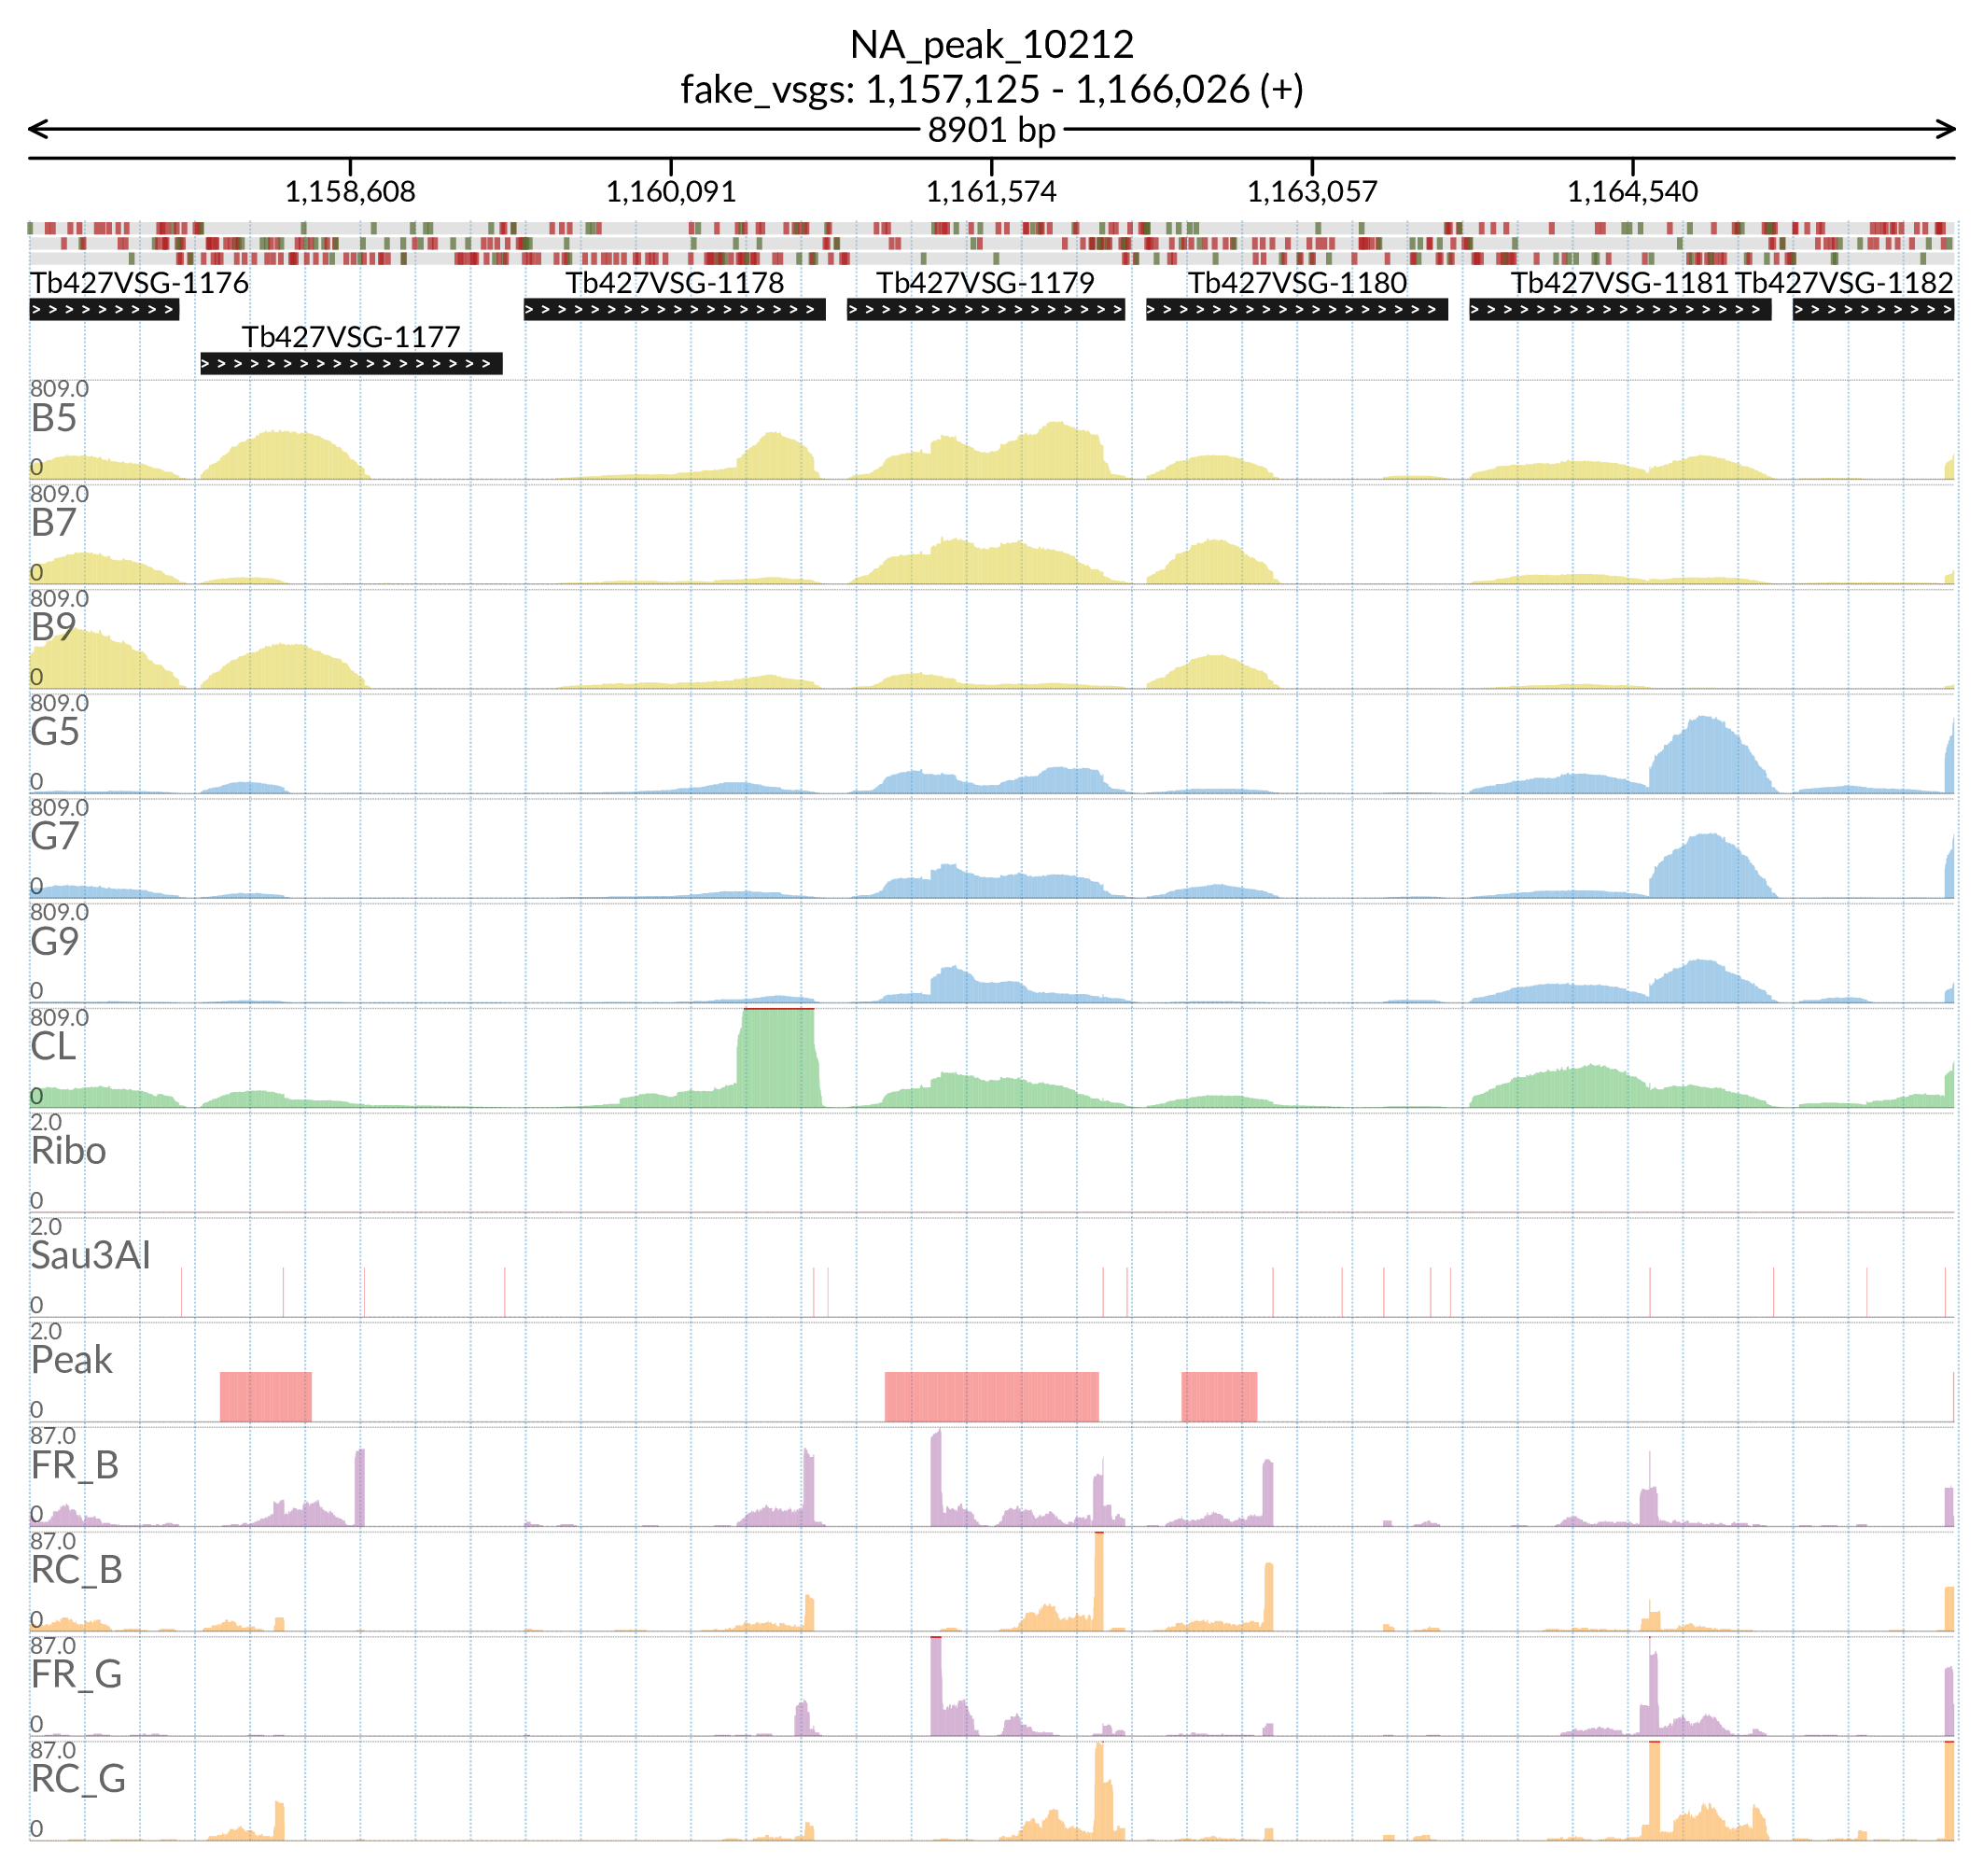 NA_peak_10212
fake_vsgs: 1,157,125 - 1,166,026 (+)
8901 bp
1,158,608 1,160,091 1,161,574 1,163,057 1,164,540
Tb427VSG-1176 Tb427VSG-1178 Tb427VSG-1179 Tb427VSG-1180 Tb427VSG-1181 Tb427VSG-1182
Tb427VSG-1177
809.0
B5
0
809.0
B7
0
809.0
B9
0
809.0
G5
0
809.0
G7
0
809.0
G9
0
809.0
CL
0
2.0
Ribo
0
2.0
Sau3AI
0
2.0
Peak
0
87.0
FR_B
0
87.0
RC_B
0
87.0
FR_G
0
87.0
RC_G
0